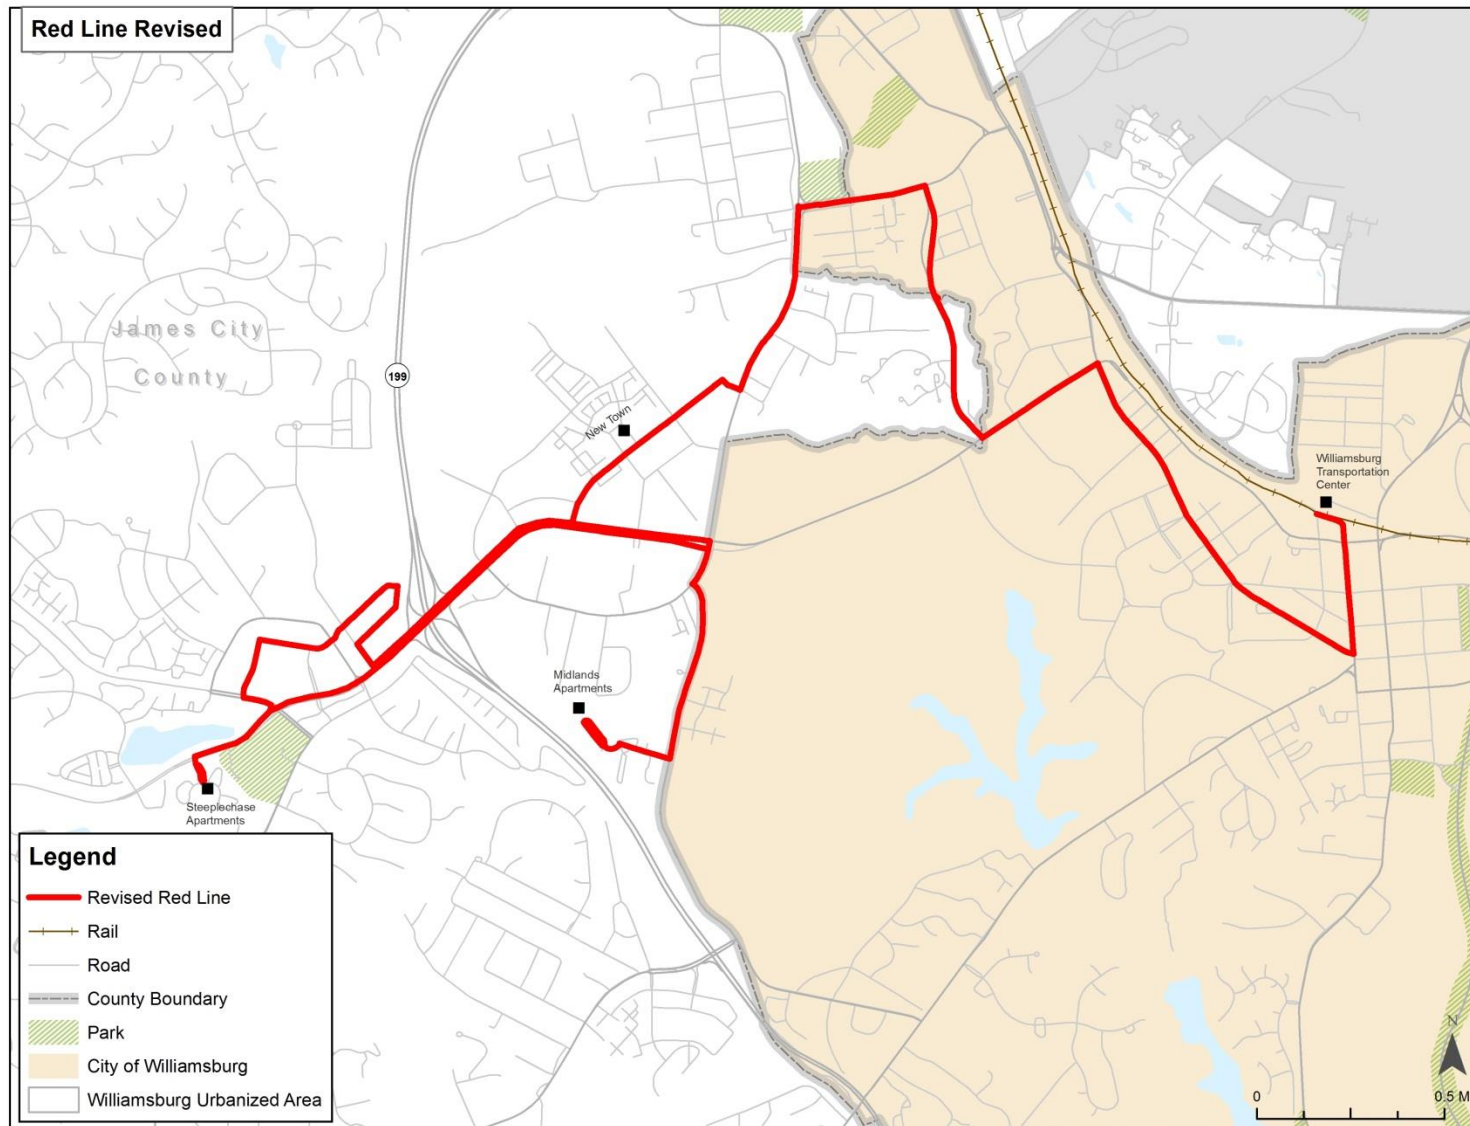 Red Line Revised
James City
County
199
New Town
Williamsburg
Transportation
Center
Midlands
Apartments
Steeplechase
Apartments
Legend
Revised Red Line
Rail
Road
County Boundary
Park
City of Williamsburg
Williamsburg Urbanized Area
N
0 0.5 M